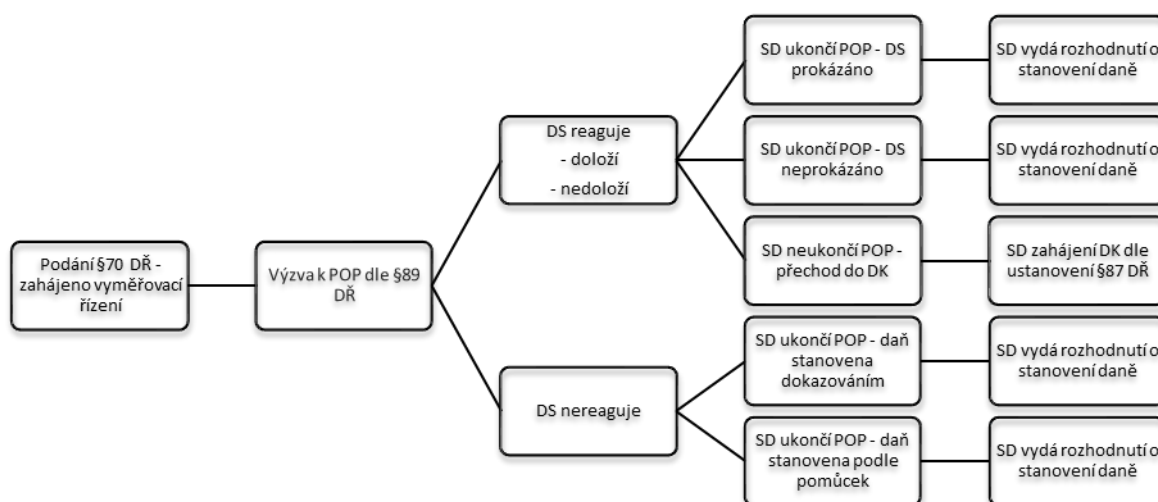 Podání §70 DŘ -
zahájeno vyměřovací
řízení
Výzva k POP dle §89
DŘ
DS reaguje
- doloží
- nedoloží
DS nereaguje
SD ukončí POP - DS
prokázáno
SD vydá rozhodnutí o
stanovení daně
SD ukončí POP - DS
neprokázáno
SD vydá rozhodnutí o
stanovení daně
SD neukončí POP -
přechod do DK
SD zahájení DK dle
ustanovení §87 DŘ
SD ukončí POP - daň
stanovena
dokazováním
SD vydá rozhodnutí o
stanovení daně
SD ukončí POP - daň
stanovena podle
pomůcek
SD vydá rozhodnutí o
stanovení daně